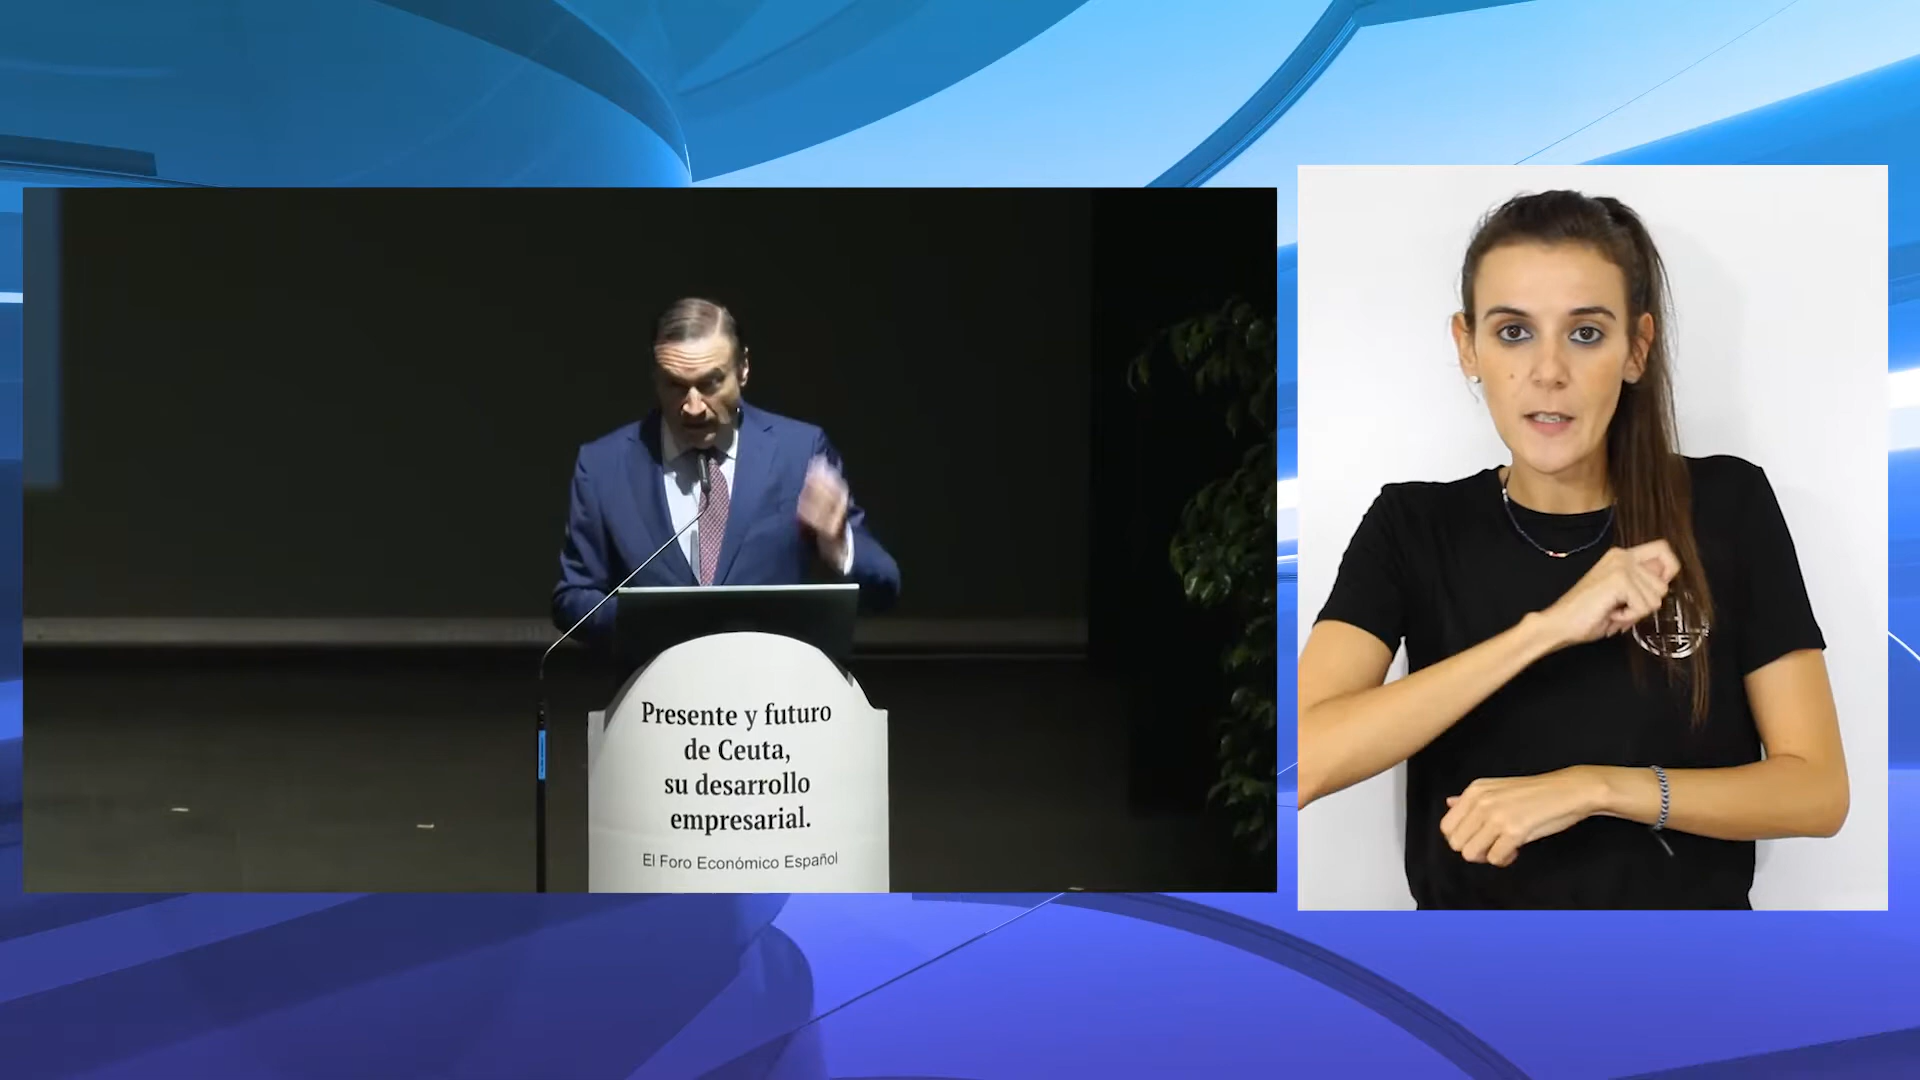 Presente y futuro
de Ceuta,
su desarrollo
empresarial.
El Foro Económico Español